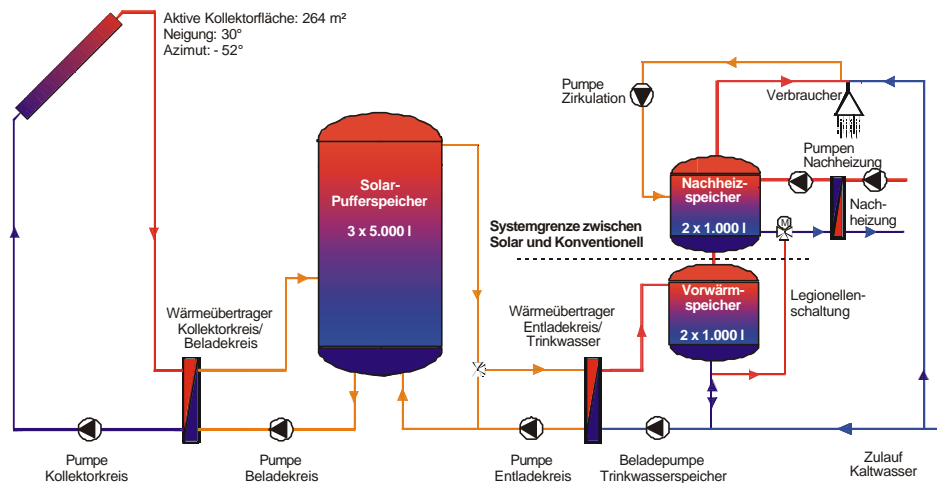 Aktive Kollektorfläche: 264 m²
Neigung: 30°
Azimut: - 52°
Pumpe
Zirkulation
Verbraucher
Pumpen
Nachheizung
Solar-
Pufferspeicher
3 x 5.000 l
Nachheiz-
speicher
2 x 1.000 l
M
Nach-
heizung
Systemgrenze zwischen
Solar und Konventionell
Vorwärm-
speicher
2 x 1.000 l
Legionellen-
schaltung
Wärmeübertrager
Kollektorkreis/
Beladekreis
Wärmeübertrager
Entladekreis/
Trinkwasser
Pumpe
Kollektorkreis
Pumpe
Beladekreis
Pumpe
Entladekreis
Beladepumpe
Trinkwasserspeicher
Zulauf
Kaltwasser